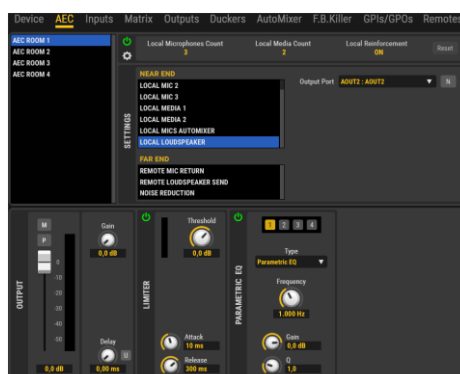 Device AEC Inputs Matrix Outputs Duckers AutoMixer F.B.Killer GPIs/GPOs Remotes
AEC ROOM 1
AEC ROOM 2
AEC ROOM 3
AEC ROOM 4
Local Microphones Count
3
Local Media Count
2
Local Reinforcement
ON
Reset
SETTINGS
NEAR END
LOCAL MIC 2
LOCAL MIC 3
LOCAL MEDIA 1
LOCAL MEDIA 2
LOCAL MICS AUTOMIXER
LOCAL LOUDSPEAKER
Output Port AOUT2 : AOUT2 N
FAR END
REMOTE MIC RETURN
REMOTE LOUDSPEAKER SEND
NOISE REDUCTION
OUTPUT
M
P
0
-10
-20
-30
-40
-50
0,0 dB
Gain
0,0 dB
Delay
U
0,00 ms
LIMITER
Threshold
0,0 dB
Attack
10 ms
Release
300 ms
PARAMETRIC EQ
1 2 3 4
Type
Parametric EQ
Frequency
1.000 Hz
Gain
0,0 dB
Q
1,0